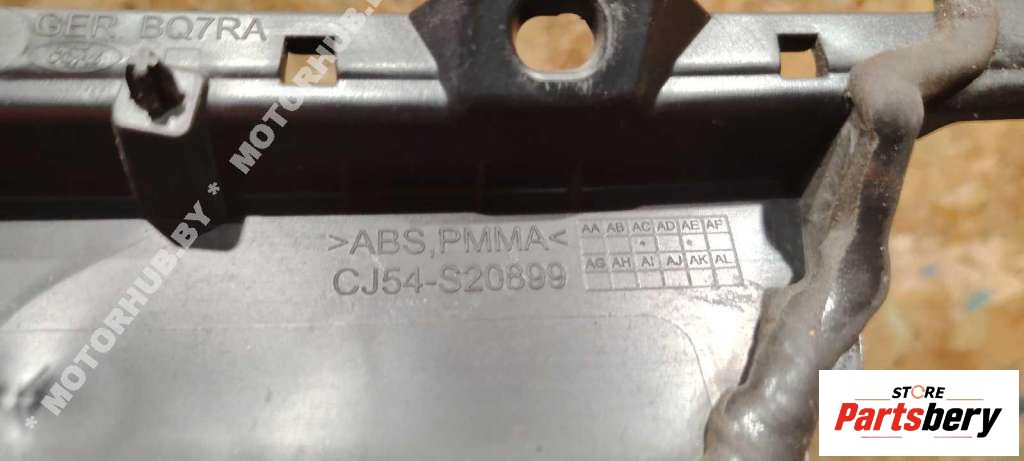 GER BQ7RA
Ford
>ABS,PMMA<
CJ54-S20899
AA AB AC AD AE AF
AG AH AI AJ AK AL
* MOTORHUB.BY * MOTORHUB.BY
STORE
Partsbery